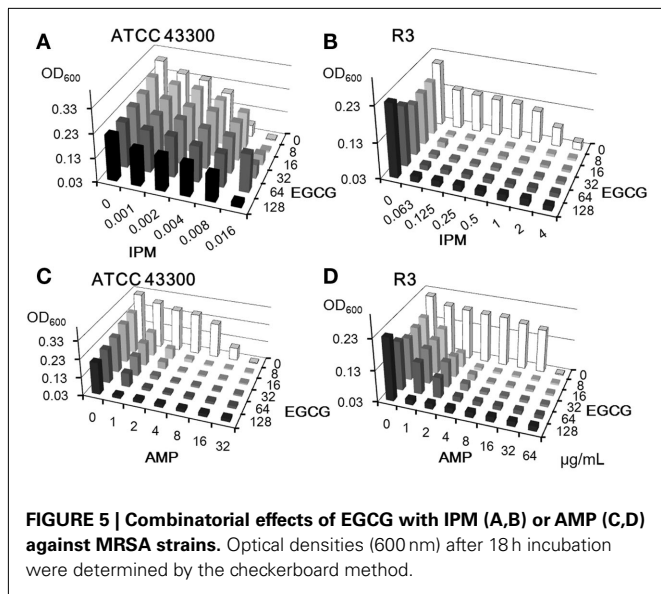 A
ATCC 43300
OD600
0.33
0.23
0.13
0.03
0
0.001
0.002
0.004
0.008
0.016
IPM
0
8
16
32
64
128
EGCG
B
R3
OD600
0.23
0.13
0.03
0
0.063
0.125
0.25
0.5
1
2
4
IPM
0
8
16
32
64
128
EGCG
C
ATCC 43300
OD600
0.33
0.23
0.13
0.03
0
1
2
4
8
16
32
AMP
0
8
16
32
64
128
EGCG
D
R3
OD600
0.23
0.13
0.03
0
1
2
4
8
16
32
64
AMP
0
8
16
32
64
128
EGCG
µg/mL
FIGURE 5 | Combinatorial effects of EGCG with IPM (A,B) or AMP (C,D)
against MRSA strains. Optical densities (600 nm) after 18 h incubation
were determined by the checkerboard method.